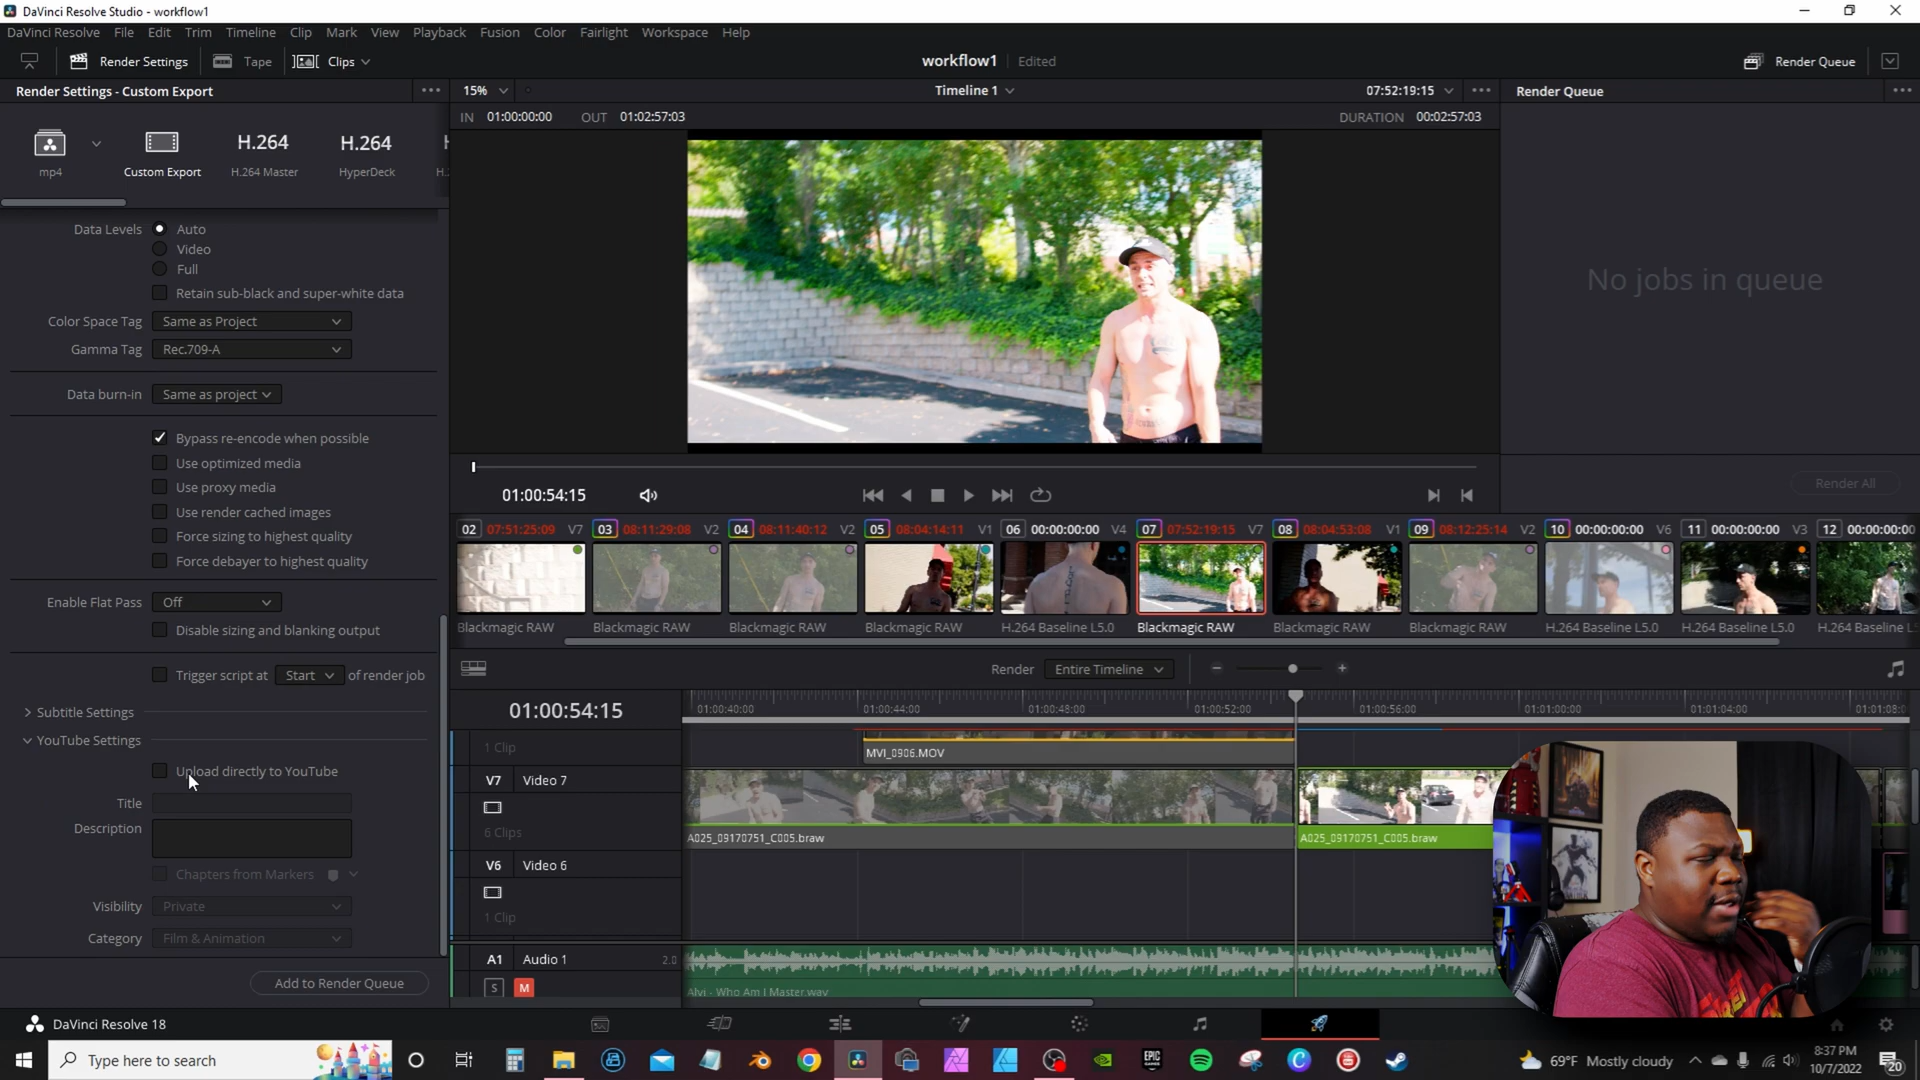 DaVinci Resolve Studio - workflow1
DaVinci Resolve File Edit Trim Timeline Clip Mark View Playback Fusion Color Fairlight Workspace Help
Render Settings Tape Clips workflow1 Edited Render Queue
Render Settings - Custom Export 15% Timeline 1 07:52:19:15 Render Queue
IN 01:00:00:00 OUT 01:02:57:03 DURATION 00:02:57:03
H.264 H.264
mp4 Custom Export H.264 Master HyperDeck
Data Levels Auto
Video
Full
Retain sub-black and super-white data
Color Space Tag Same as Project
Gamma Tag Rec.709-A
Data burn-in Same as project
Bypass re-encode when possible
Use optimized media
Use proxy media
Use render cached images
Force sizing to highest quality
Force debayer to highest quality
Enable Flat Pass Off
Disable sizing and blanking output
Trigger script at Start of render job
Subtitle Settings
YouTube Settings
Upload directly to YouTube
Title
Description
Chapters from Markers
Visibility Private
Category Film & Animation
Add to Render Queue
No jobs in queue
Render All
01:00:54:15
02 07:51:25:09 V7 03 08:11:29:08 V2 04 08:11:40:12 V2 05 08:04:14:11 V1 06 00:00:00:00 V4 07 07:52:19:15 V7 08 08:04:53:08 V1 09 08:12:25:14 V2 10 00:00:00:00 V6 11 00:00:00:00 V3 12 00:00:00:00
Blackmagic RAW Blackmagic RAW Blackmagic RAW Blackmagic RAW H.264 Baseline L5.0 Blackmagic RAW Blackmagic RAW Blackmagic RAW H.264 Baseline L5.0 H.264 Baseline L5.0 H.264 Baseline L
Render Entire Timeline
01:00:54:15 01:00:40:00 01:00:44:00 01:00:48:00 01:00:52:00 01:00:56:00 01:01:00:00 01:01:04:00 01:01:08:0
1 Clip MVI_0906.MOV
V7 Video 7
6 Clips A025_09170751_C005.braw A025_09170751_C005.braw
V6 Video 6
1 Clip
A1 Audio 1 2.0
S M Alvi - Who Am I Master.wav
DaVinci Resolve 18
Type here to search EPIC GAMES 69°F Mostly cloudy 8:37 PM
10/7/2022 20